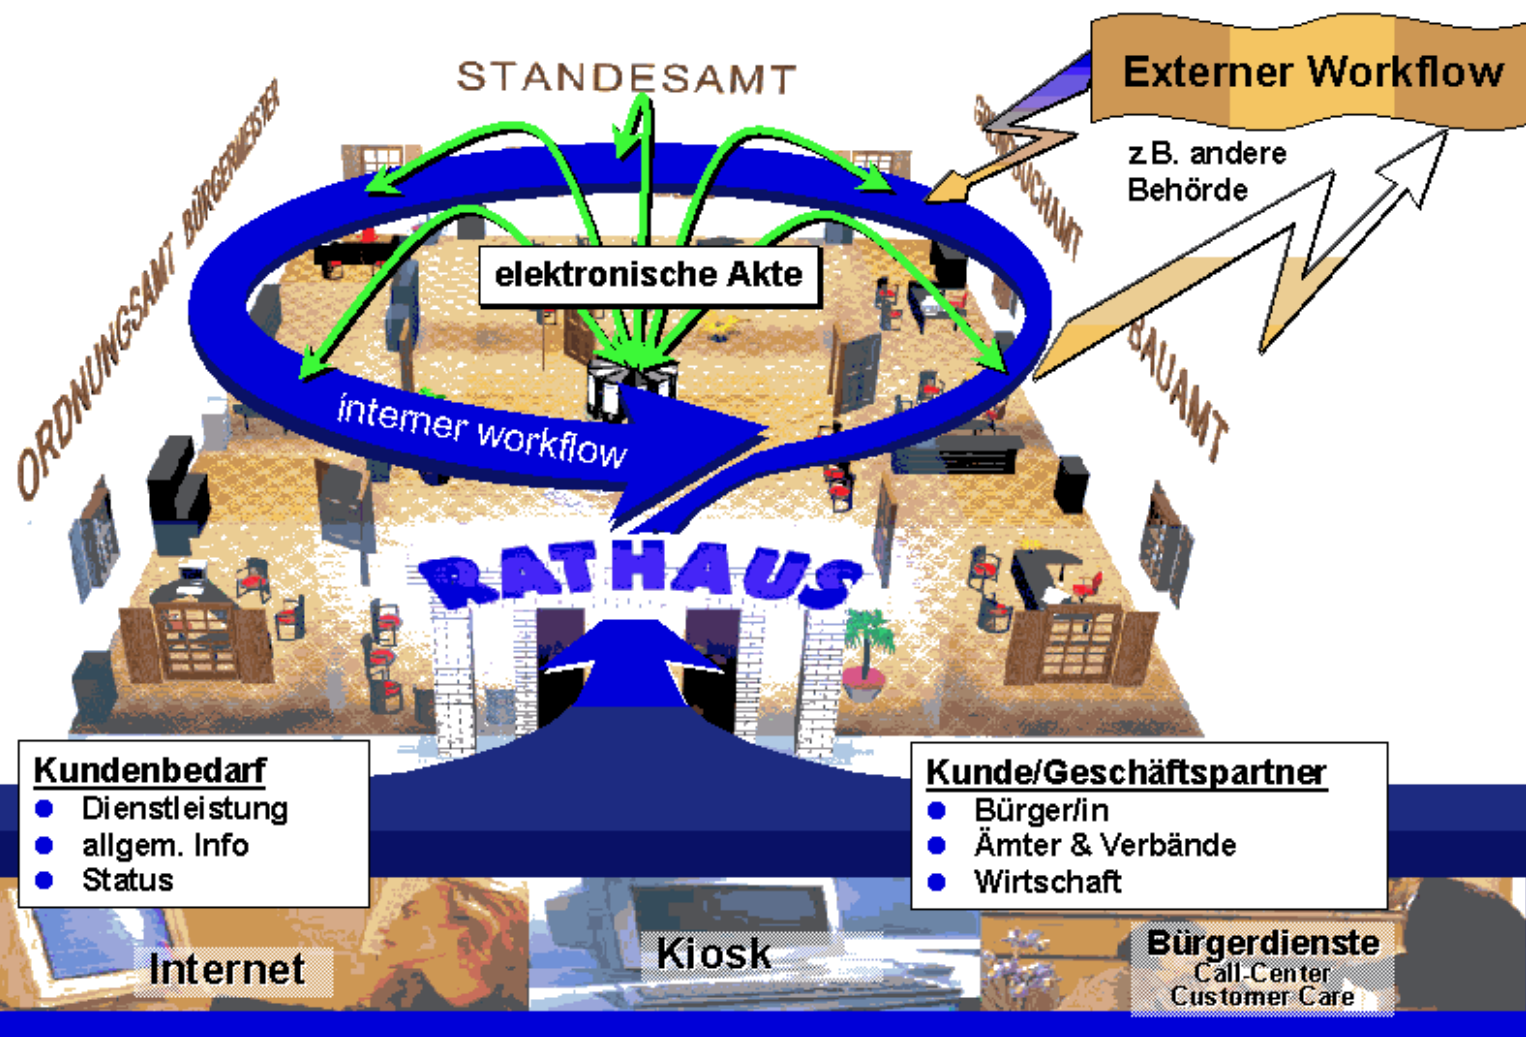 STANDESAMT
Externer Workflow
z.B. andere
Behörde
ORDNUNGSAMT BÜRGERMEISTER
GRUNDBUCHAMT
BAUAMT
elektronische Akte
interner workflow
RATHAUS
Kundenbedarf
Dienstleistung
allgem. Info
Status
Kunde/Geschäftspartner
Bürger/in
Ämter & Verbände
Wirtschaft
Internet
Kiosk
Bürgerdienste
Call-Center
Customer Care